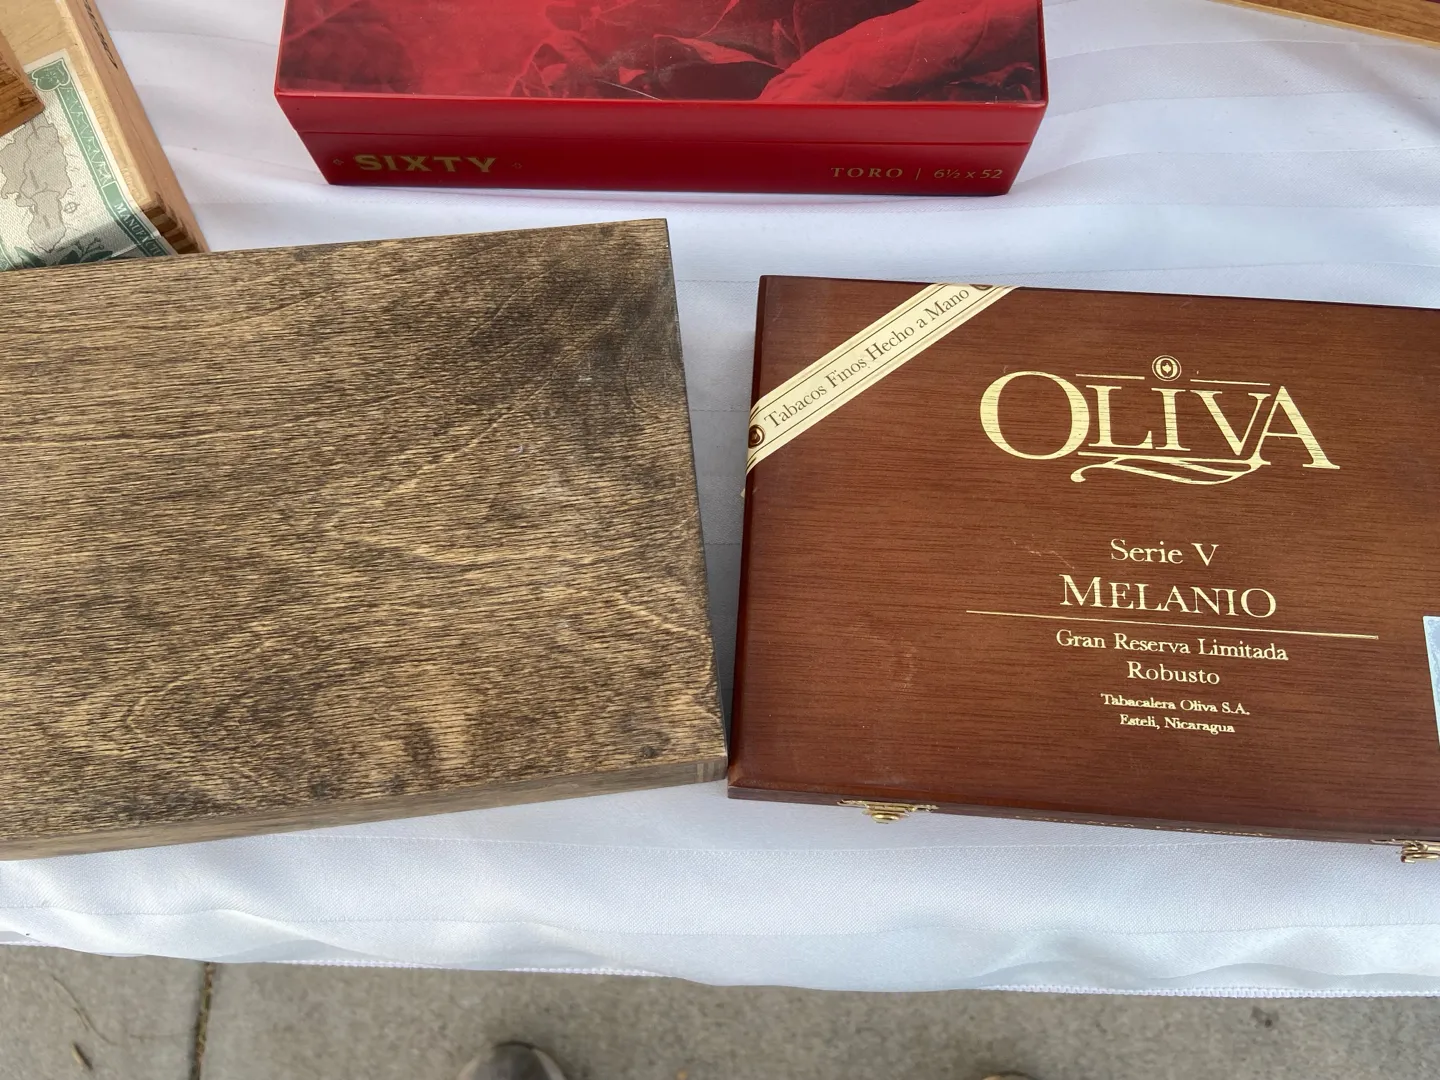 SIXTY
TORO | 6½ x 52
Tabacos Finos Hecho a Mano
OLIVA
Serie V
MELANIO
Gran Reserva Limitada
Robusto
Tabacalera Oliva S.A.
Esteli, Nicaragua